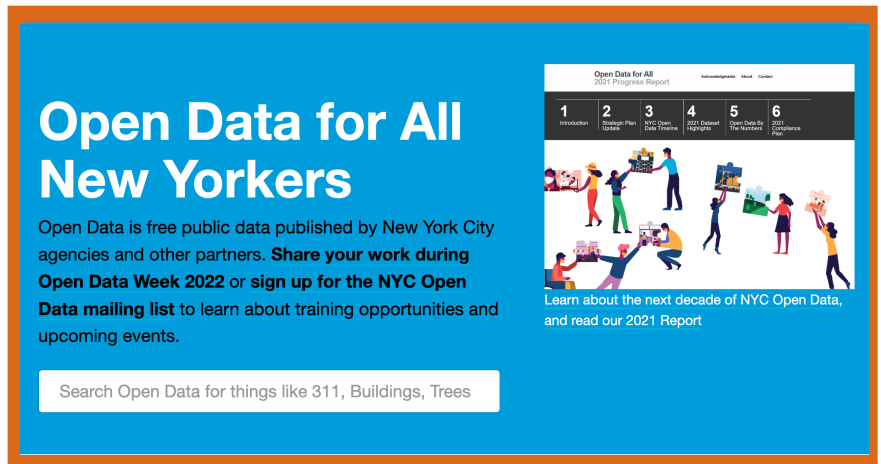 Open Data for All
New Yorkers
Open Data is free public data published by New York City
agencies and other partners. Share your work during
Open Data Week 2022 or sign up for the NYC Open
Data mailing list to learn about training opportunities and
upcoming events.
Search Open Data for things like 311, Buildings, Trees
Open Data for All
2021 Progress Report
Acknowledgments About Contact
1
Introduction
2
Strategic Plan
Update
3
NYC Open
Data Timeline
4
2021 Dataset
Highlights
5
Open Data By
The Numbers
6
2021
Compliance
Plan
Learn about the next decade of NYC Open Data,
and read our 2021 Report